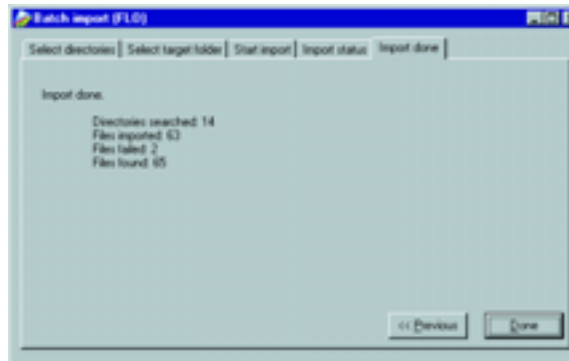 Batch import (FLO)
Select directories Select target folder Start import Import status Import done
Import done.
Directories searched: 14
Files imported: 63
Files failed: 2
Files found: 65
<< Previous Done